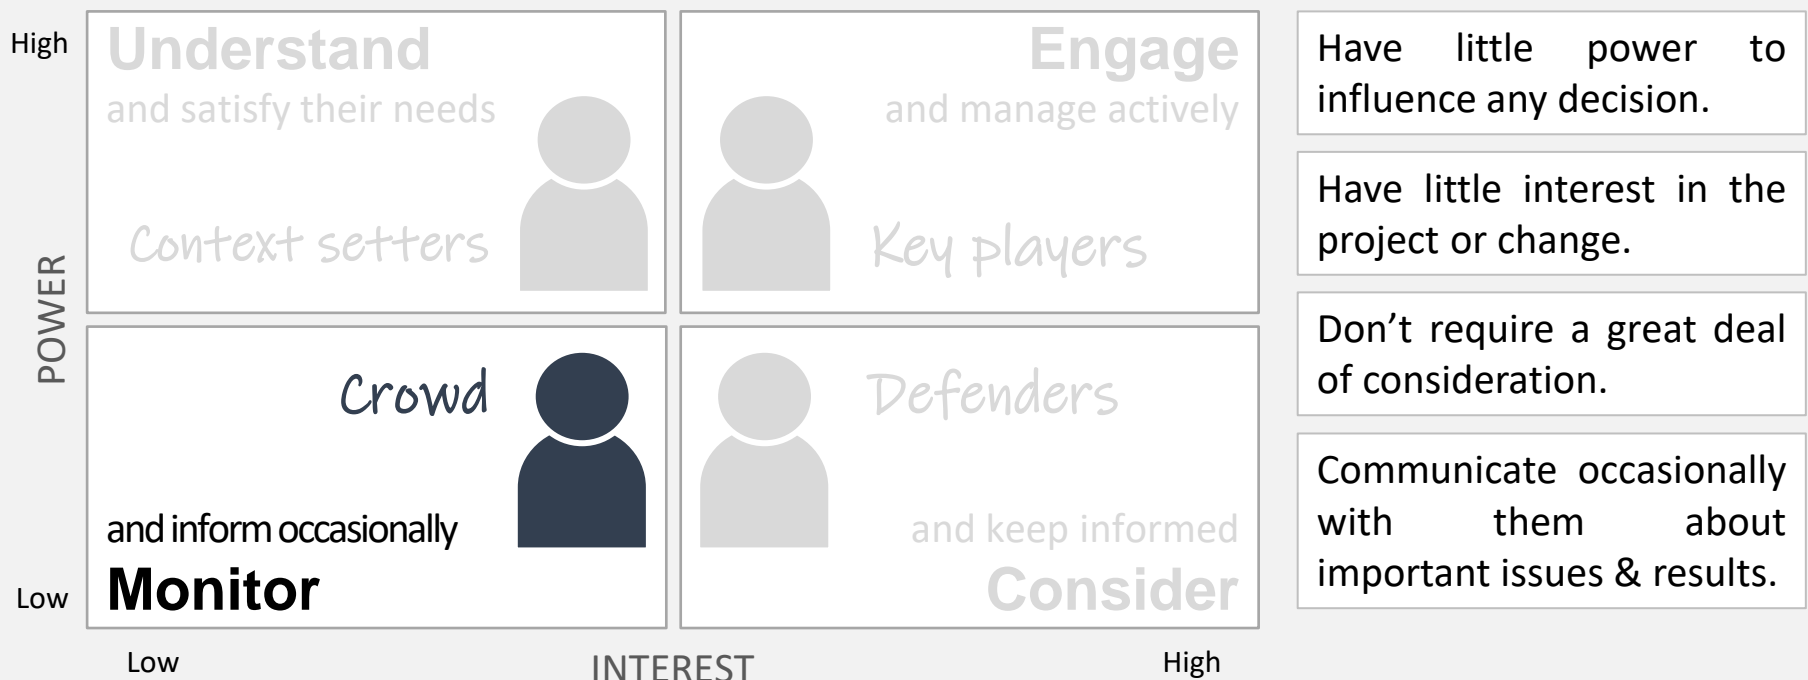 High
Understand
and satisfy their needs
Context setters
Engage
and manage actively
Key players
POWER
Crowd
and inform occasionally
Monitor
Low
Defenders
and keep informed
Consider
Low
INTEREST
High
Have little power to
influence any decision.
Have little interest in the
project or change.
Don’t require a great deal
of consideration.
Communicate occasionally
with them about
important issues & results.